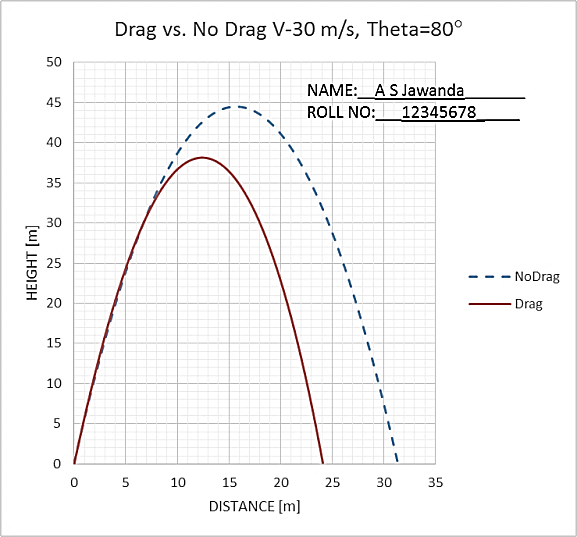 Drag vs. No Drag V-30 m/s, Theta=80°
NAME:__A S Jawanda________
ROLL NO:___12345678______
50
45
40
35
30
25
20
15
10
5
0
HEIGHT [m]
0 5 10 15 20 25 30 35
DISTANCE [m]
NoDrag
Drag